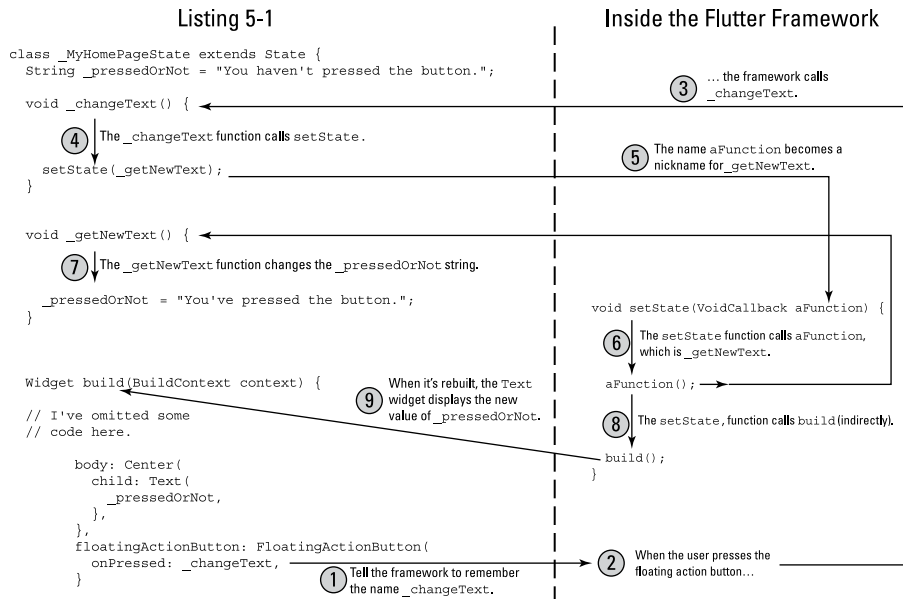 Listing 5-1
Inside the Flutter Framework
class _MyHomePageState extends State {
String _pressedOrNot = "You haven't pressed the button.";
void _changeText() {
3
… the framework calls
_changeText.
4
The _changeText function calls setState.
setState(_getNewText);
}
5
The name aFunction becomes a
nickname for _getNewText.
void _getNewText() {
7
The _getNewText function changes the _pressedOrNot string.
_pressedOrNot = "You've pressed the button.";
}
void setState(VoidCallback aFunction) {
6
The setState function calls aFunction,
which is _getNewText.
aFunction();
8
The setState, function calls build (indirectly).
build();
}
Widget build(BuildContext context) {
9
When it's rebuilt, the Text
widget displays the new
value of _pressedOrNot.
// I've omitted some
// code here.
body: Center(
child: Text(
_pressedOrNot,
),
),
floatingActionButton: FloatingActionButton(
onPressed: _changeText,
}
1
Tell the framework to remember
the name _changeText.
2
When the user presses the
floating action button…